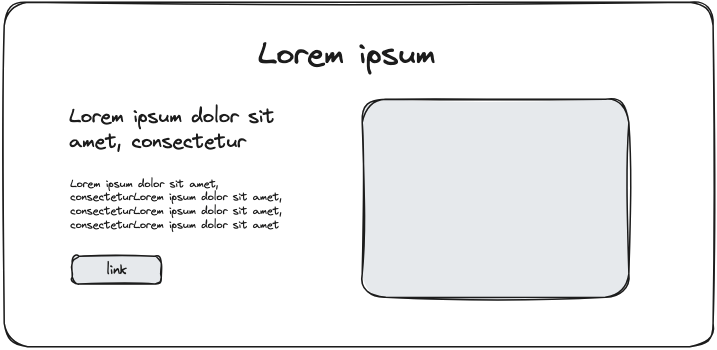 Lorem ipsum
Lorem ipsum dolor sit
amet, consectetur
Lorem ipsum dolor sit amet,
consecteturLorem ipsum dolor sit amet,
consecteturLorem ipsum dolor sit amet,
consecteturLorem ipsum dolor sit amet
link